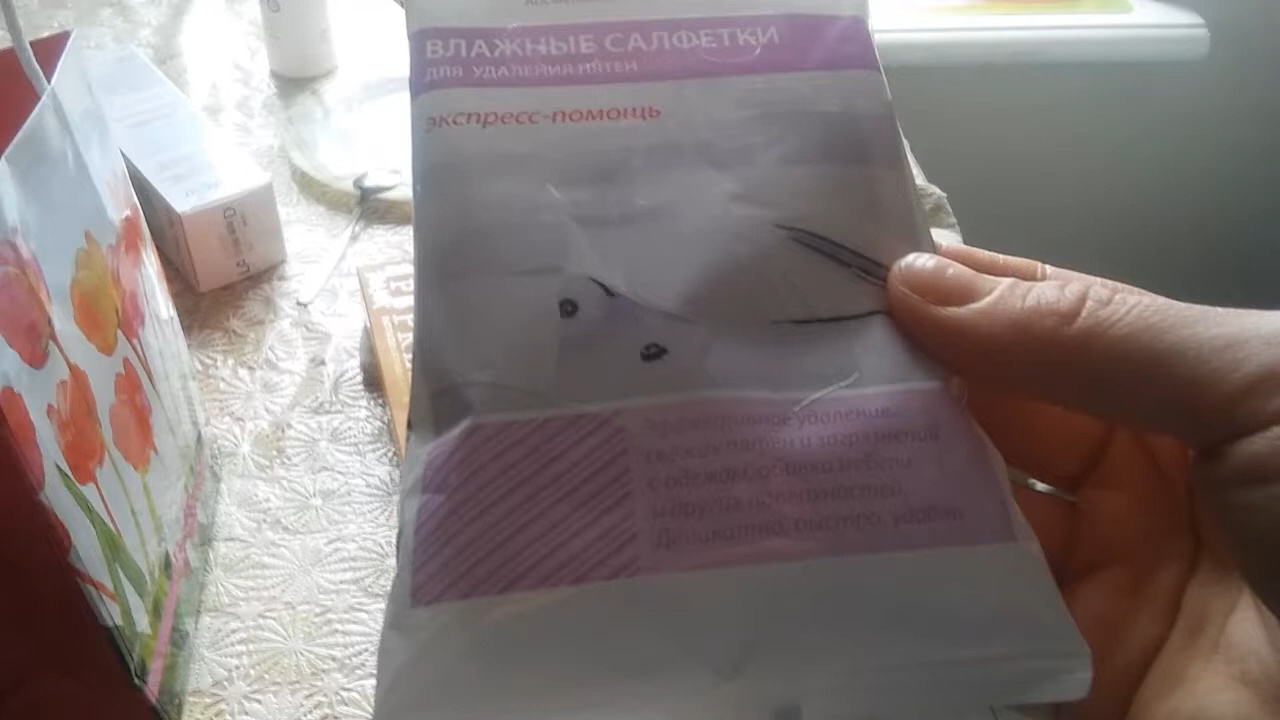 ВЛАЖНЫЕ САЛФЕТКИ
ДЛЯ УДАЛЕНИЯ ПЯТЕН
экспресс-помощь
Эффективное удаление
свежих пятен и загрязнений
с одежды, обивки мебели
и других поверхностей.
Деликатно, быстро, удобно